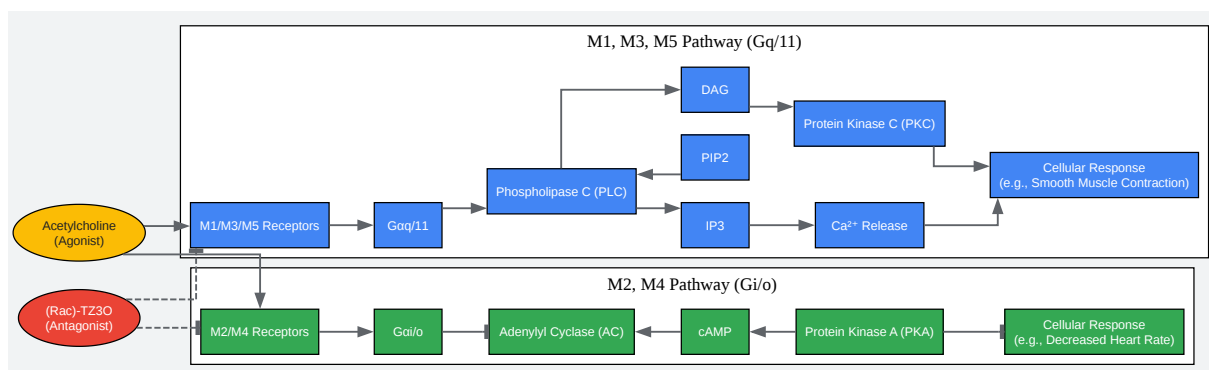 M1, M3, M5 Pathway (Gq/11)
DAG
Protein Kinase C (PKC)
PIP2
Cellular Response
(e.g., Smooth Muscle Contraction)
Phospholipase C (PLC)
Acetylcholine
(Agonist)
M1/M3/M5 Receptors
Gαq/11
IP3
Ca²⁺ Release
M2, M4 Pathway (Gi/o)
(Rac)-TZ3O
(Antagonist)
M2/M4 Receptors
Gαi/o
Adenylyl Cyclase (AC)
cAMP
Protein Kinase A (PKA)
Cellular Response
(e.g., Decreased Heart Rate)